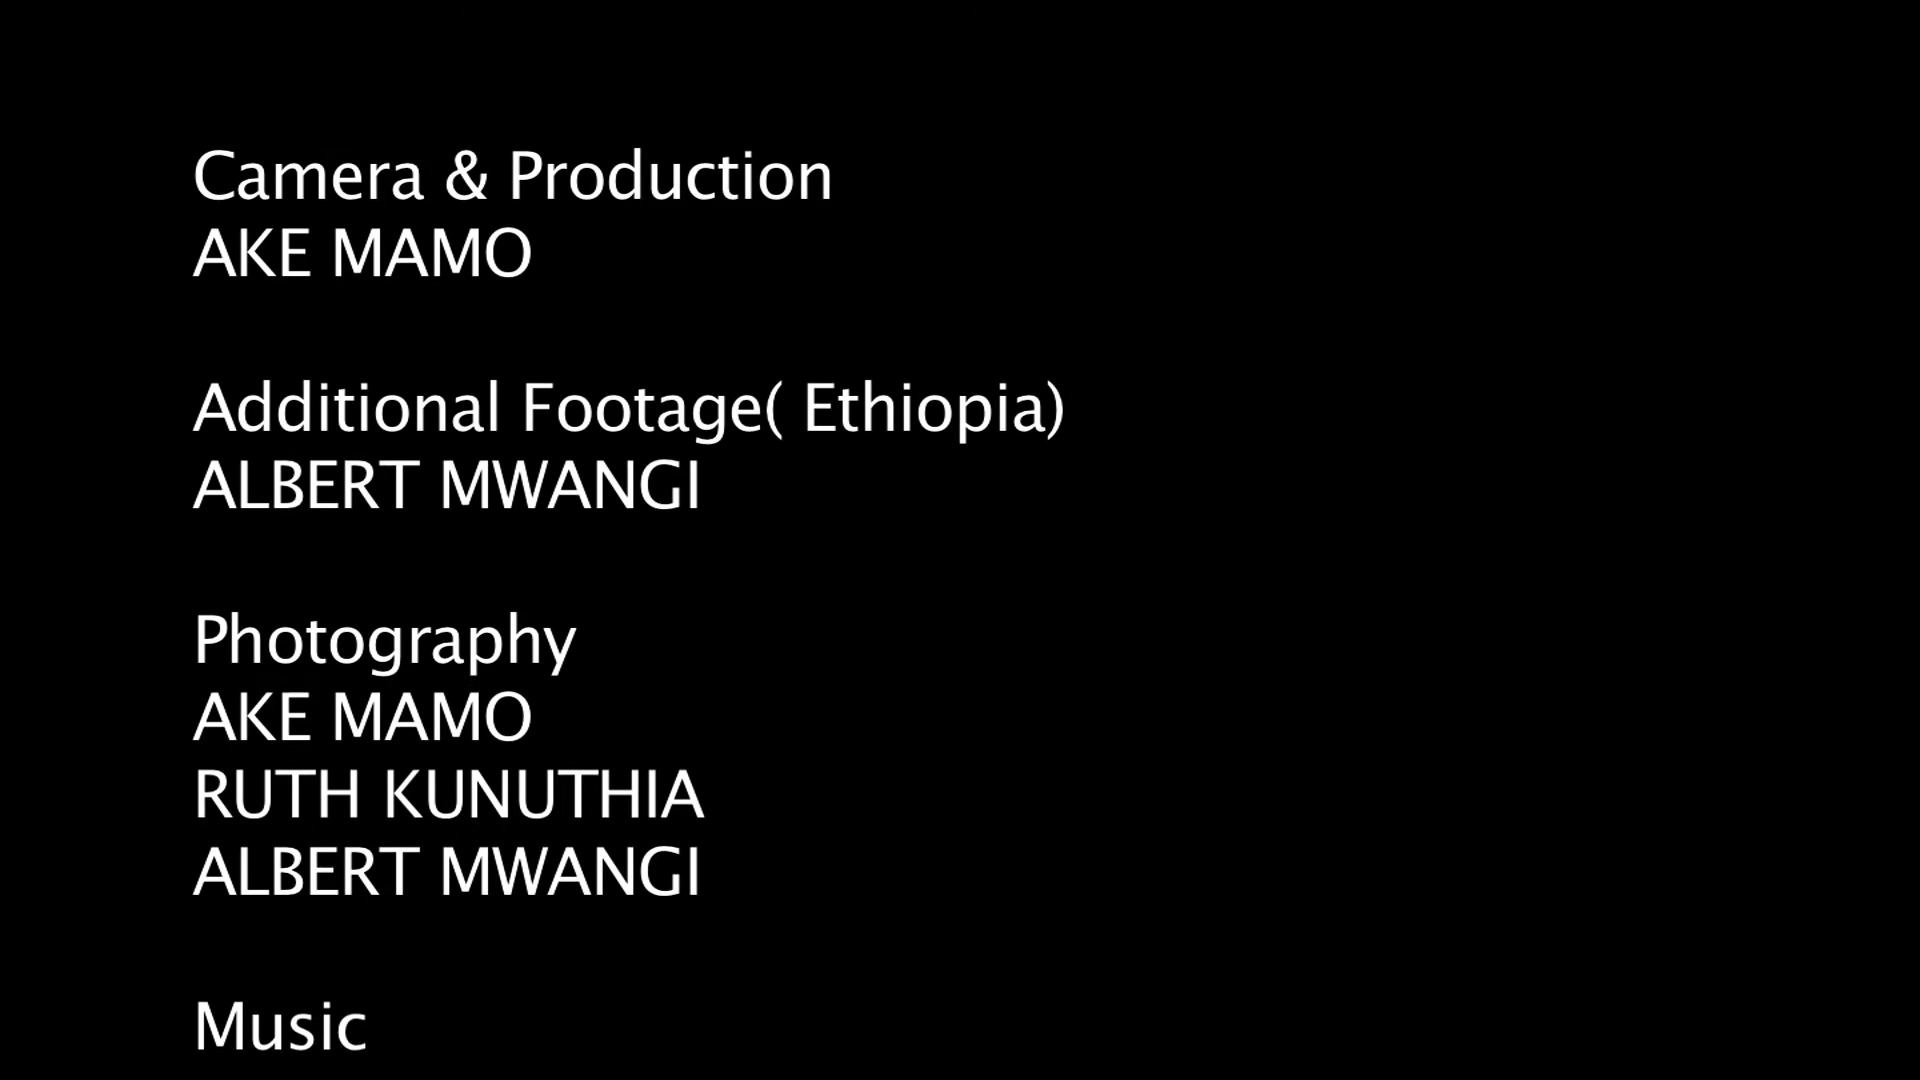 Camera & Production
AKE MAMO
Additional Footage( Ethiopia)
ALBERT MWANGI
Photography
AKE MAMO
RUTH KUNUTHIA
ALBERT MWANGI
Music